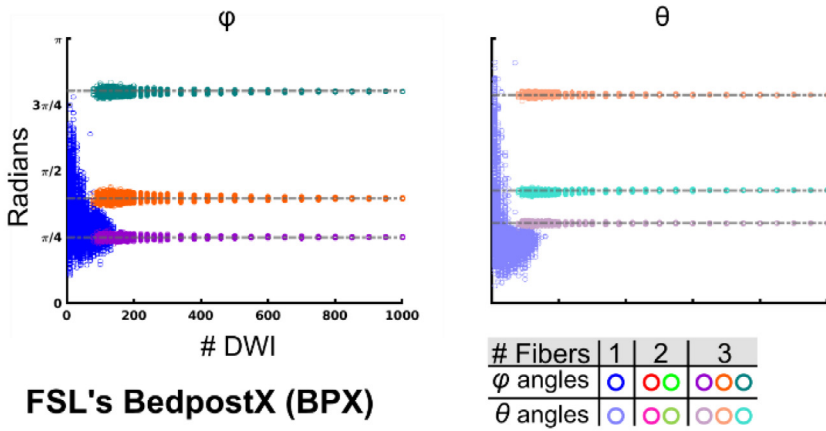 φ
θ
π
3π/4
π/2
π/4
0
Radians
0 200 400 600 800 1000
# DWI
# Fibers 1 2 3
φ angles
θ angles
FSL's BedpostX (BPX)